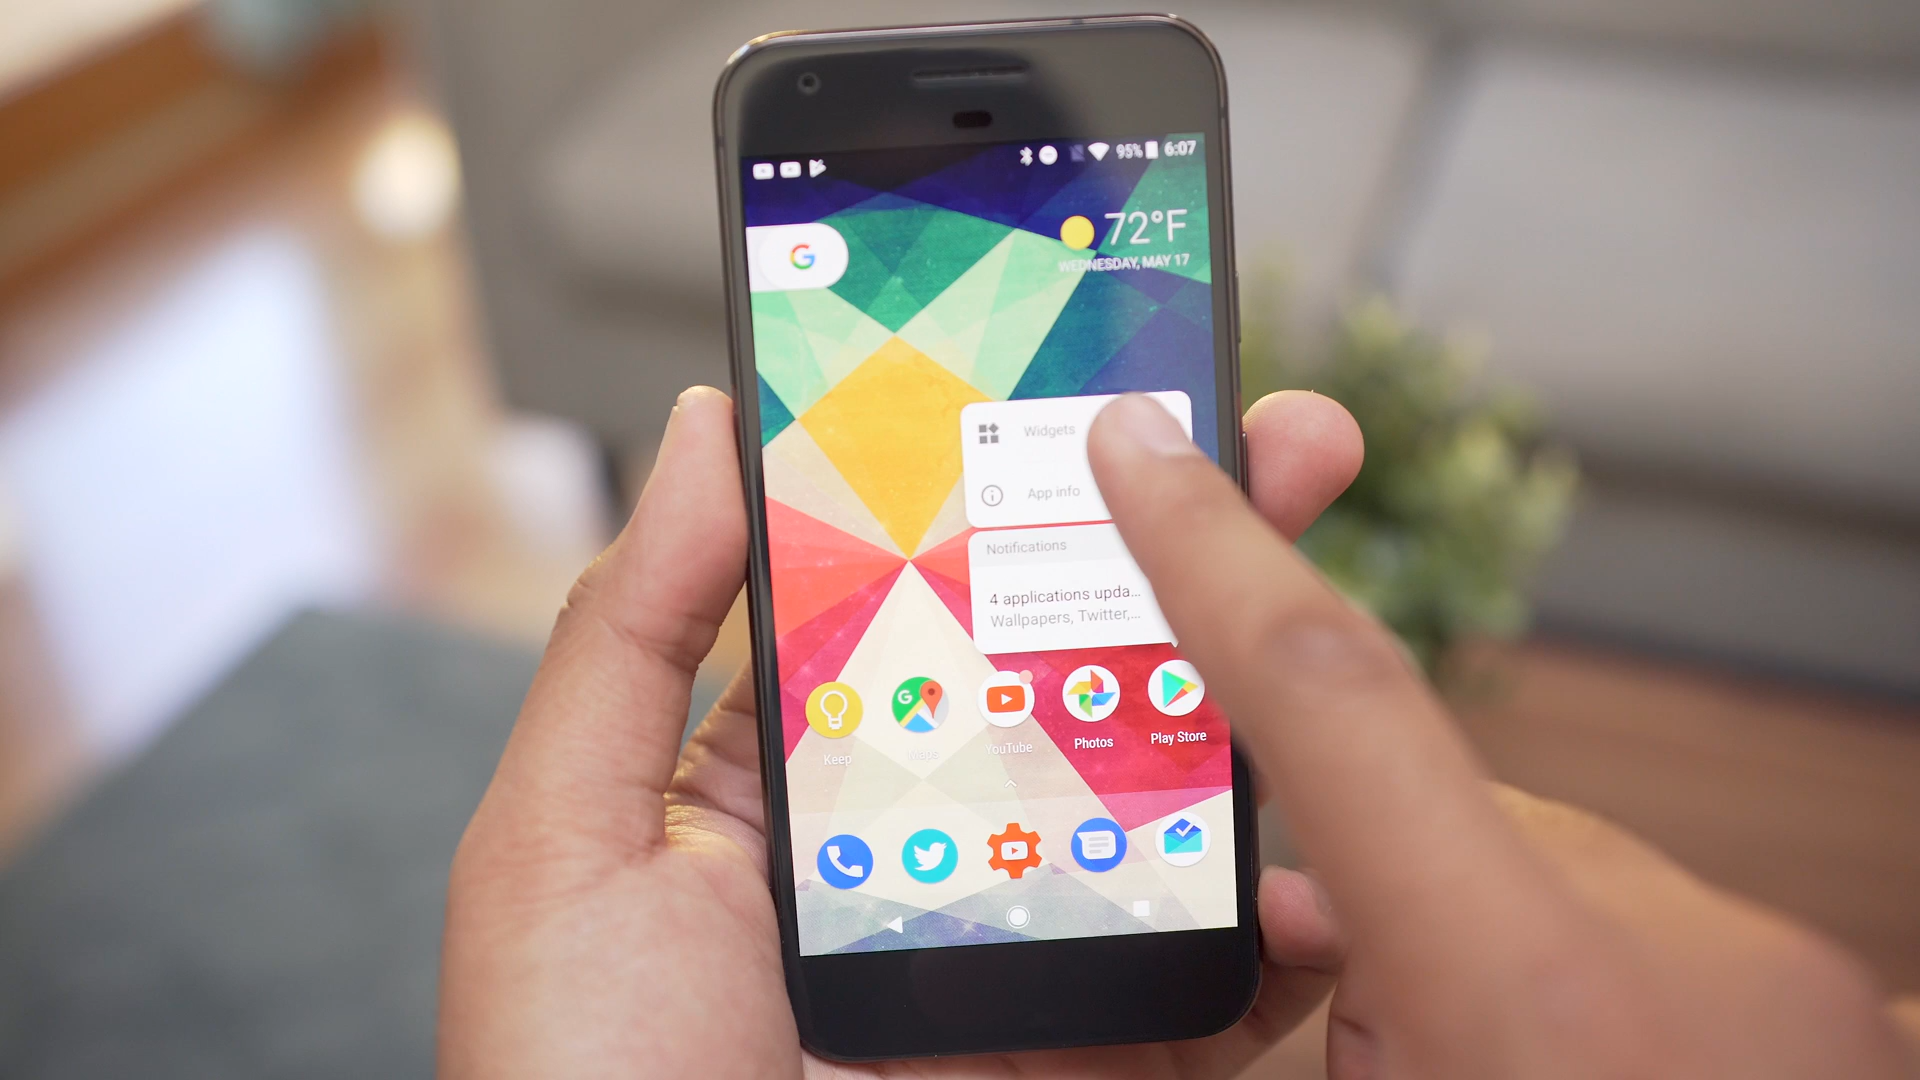 95% 6:07
G
72°F
WEDNESDAY, MAY 17
Widgets
App info
Notifications
4 applications upda...
Wallpapers, Twitter,...
G
Keep
Maps
YouTube
Photos
Play Store